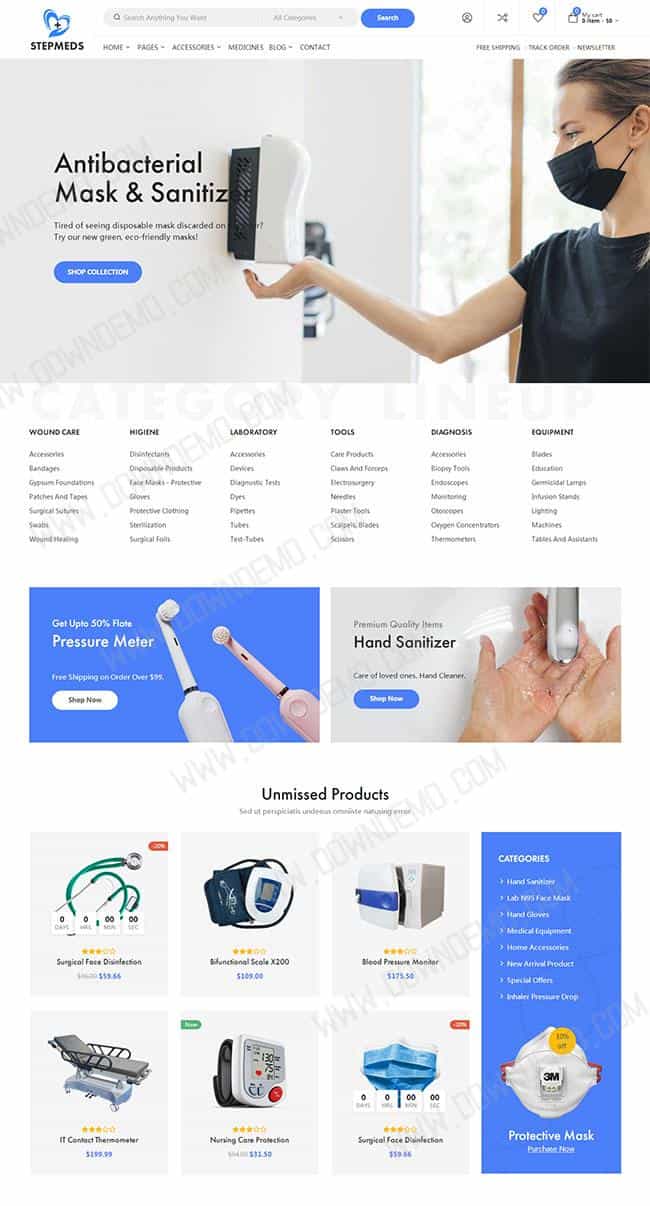 STEPMEDS
Search Anything You Want
All Categories
Search
0
0
My cart
0 item - $0
HOME PAGES ACCESSORIES MEDICINES BLOG CONTACT
FREE SHIPPING TRACK ORDER NEWSLETTER
Antibacterial
Mask & Sanitiz
Tired of seeing disposable mask discarded on
Try our new green, eco-friendly masks!
SHOP COLLECTION
CATEGORY LINEUP
WOUND CARE
Accessories
Bandages
Gypsum Foundations
Patches And Tapes
Surgical Sutures
Swabs
Wound Healing
HIGIENE
Disinfectants
Disposable Products
Face Masks - Protective
Gloves
Protective Clothing
Sterilization
Surgical Foils
LABORATORY
Accessories
Devices
Diagnostic Tests
Dyes
Pipettes
Tubes
Test-Tubes
TOOLS
Care Products
Claws And Forceps
Electrosurgery
Needles
Plaster Tools
Scalpels, Blades
Scissors
DIAGNOSIS
Accessories
Biopsy Tools
Endoscopes
Monitoring
Otoscopes
Oxygen Concentrators
Thermometers
EQUIPMENT
Blades
Education
Germicidal Lamps
Infusion Stands
Lighting
Machines
Tables And Assistants
Get Upto 50% Flate
Pressure Meter
Free Shipping on Order Over $99.
Shop Now
Premium Quality Items
Hand Sanitizer
Care of loved ones. Hand Cleaner.
Shop Now
Unmissed Products
Sed ut perspiciatis undeous omniiste natusing error
-20%
0 0 00 00
DAYS HRS MIN SEC
Surgical Face Disinfection
$59.66
Bifunctional Scale X200
$109.00
Blood Pressure Monitor
$175.50
IT Contact Thermometer
$199.99
New
Nursing Care Protection
$94.00 $31.50
-20%
0 0 00 00
DAYS HRS MIN SEC
Surgical Face Disinfection
$59.66
CATEGORIES
Hand Sanitizer
Lab N95 Face Mask
Hand Gloves
Medical Equipment
Home Accessories
New Arrival Product
Special Offers
Inhaler Pressure Drop
10%
off
3M
Protective Mask
Purchase Now
WWW.DOWNDEMO.COM